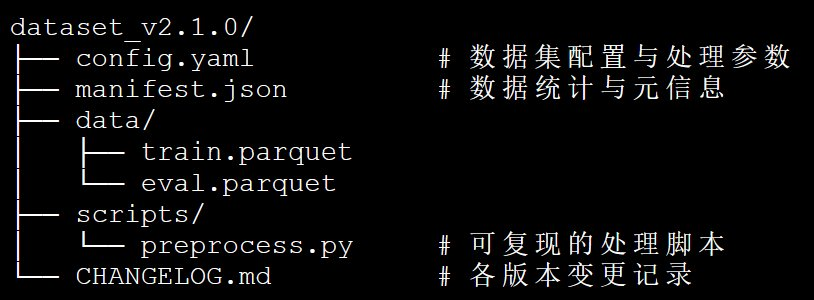 dataset_v2.1.0/
├── config.yaml           # 数据集配置与处理参数
├── manifest.json         # 数据统计与元信息
├── data/
│   ├── train.parquet
│   └── eval.parquet
├── scripts/
│   └── preprocess.py     # 可复现的处理脚本
└── CHANGELOG.md          # 各版本变更记录